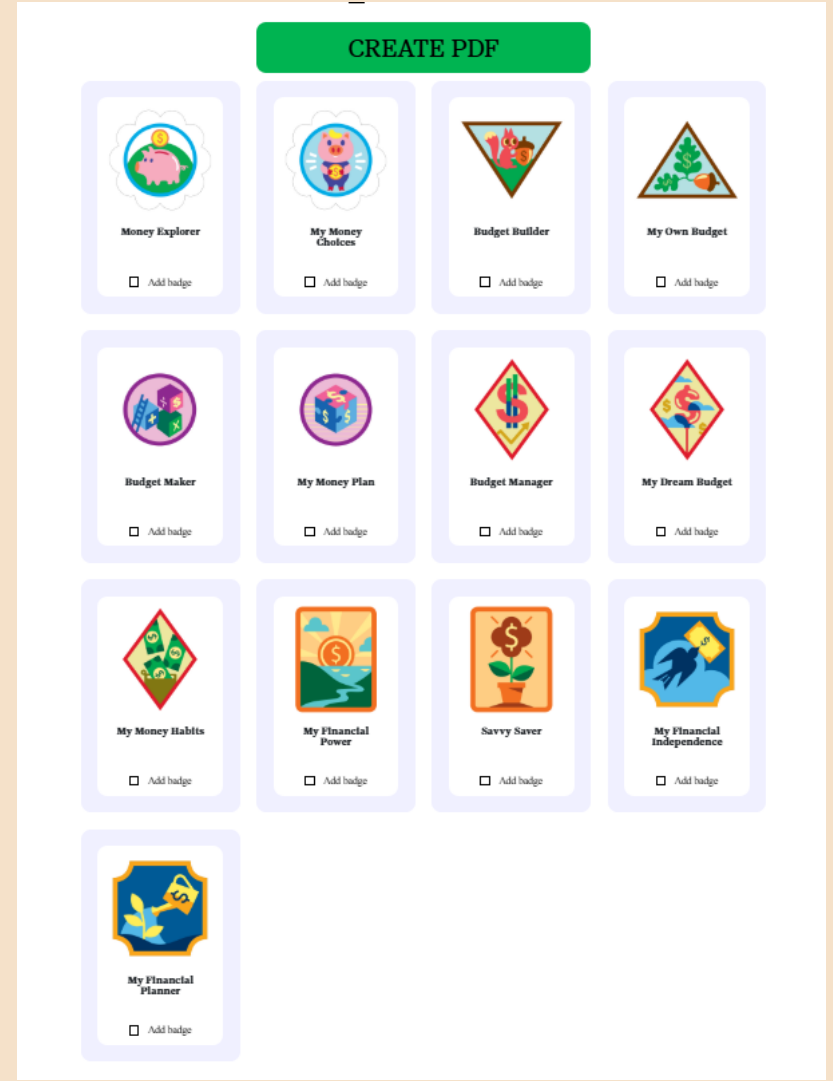 CREATE PDF
Money Explorer
Add badge
My Money
Choices
Add badge
Budget Builder
Add badge
My Own Budget
Add badge
Budget Maker
Add badge
My Money Plan
Add badge
Budget Manager
Add badge
My Dream Budget
Add badge
My Money Habits
Add badge
My Financial
Power
Add badge
Savvy Saver
Add badge
My Financial
Independence
Add badge
My Financial
Planner
Add badge